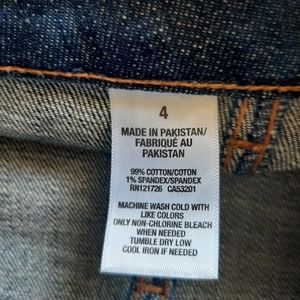 4
MADE IN PAKISTAN/
FABRIQUÉ AU
PAKISTAN
99% COTTON/COTON
1% SPANDEX/SPANDEX
RN121726 CA53201
MACHINE WASH COLD WITH
LIKE COLORS
ONLY NON-CHLORINE BLEACH
WHEN NEEDED
TUMBLE DRY LOW
COOL IRON IF NEEDED